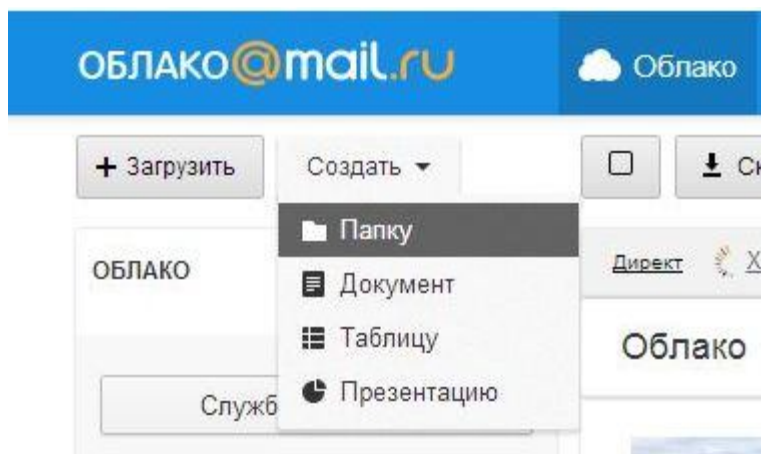 ОБЛАКО@mail.ru
Облако
+ Загрузить
Создать
Папку
ОБЛАКО
Документ
Таблицу
Презентацию
Директ
Облако